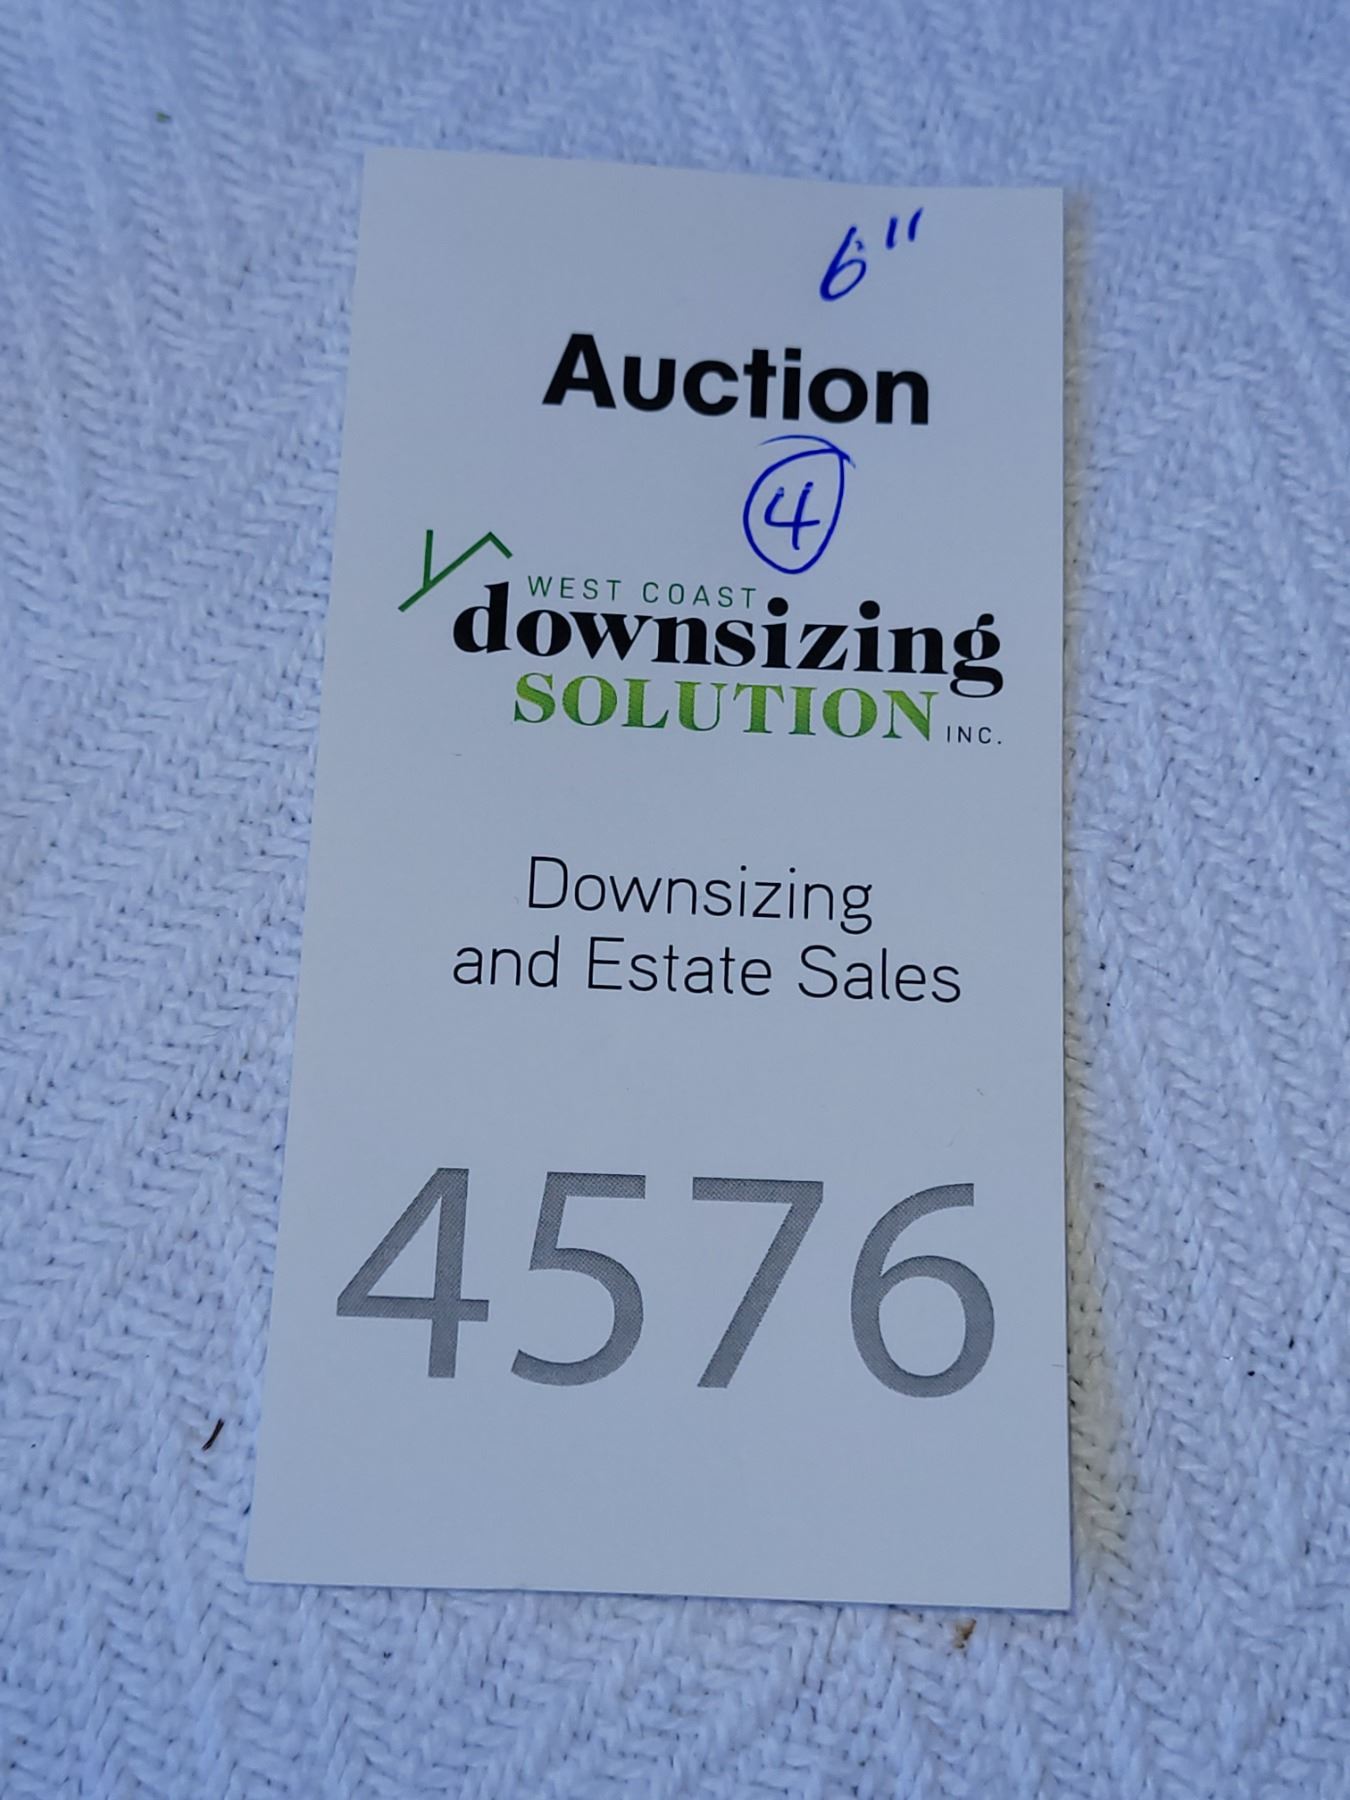 6"
Auction
4
WEST COAST
downsizing
SOLUTION INC.
Downsizing
and Estate Sales
4576